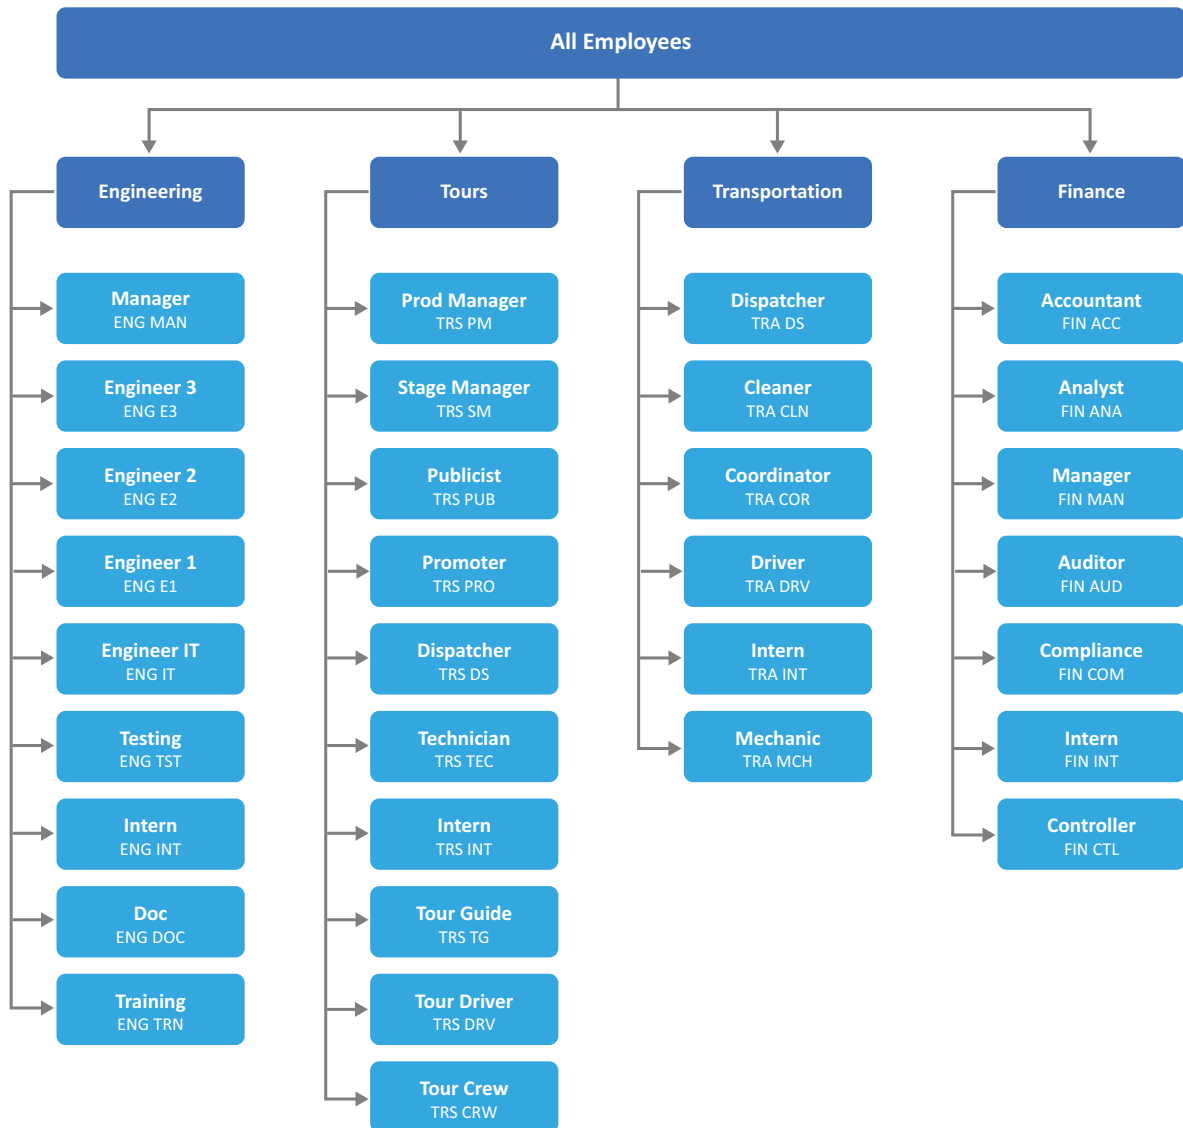 All Employees
Engineering
Tours
Transportation
Finance
Manager
ENG MAN
Engineer 3
ENG E3
Engineer 2
ENG E2
Engineer 1
ENG E1
Engineer IT
ENG IT
Testing
ENG TST
Intern
ENG INT
Doc
ENG DOC
Training
ENG TRN
Prod Manager
TRS PM
Stage Manager
TRS SM
Publicist
TRS PUB
Promoter
TRS PRO
Dispatcher
TRS DS
Technician
TRS TEC
Intern
TRS INT
Tour Guide
TRS TG
Tour Driver
TRS DRV
Tour Crew
TRS CRW
Dispatcher
TRA DS
Cleaner
TRA CLN
Coordinator
TRA COR
Driver
TRA DRV
Intern
TRA INT
Mechanic
TRA MCH
Accountant
FIN ACC
Analyst
FIN ANA
Manager
FIN MAN
Auditor
FIN AUD
Compliance
FIN COM
Intern
FIN INT
Controller
FIN CTL